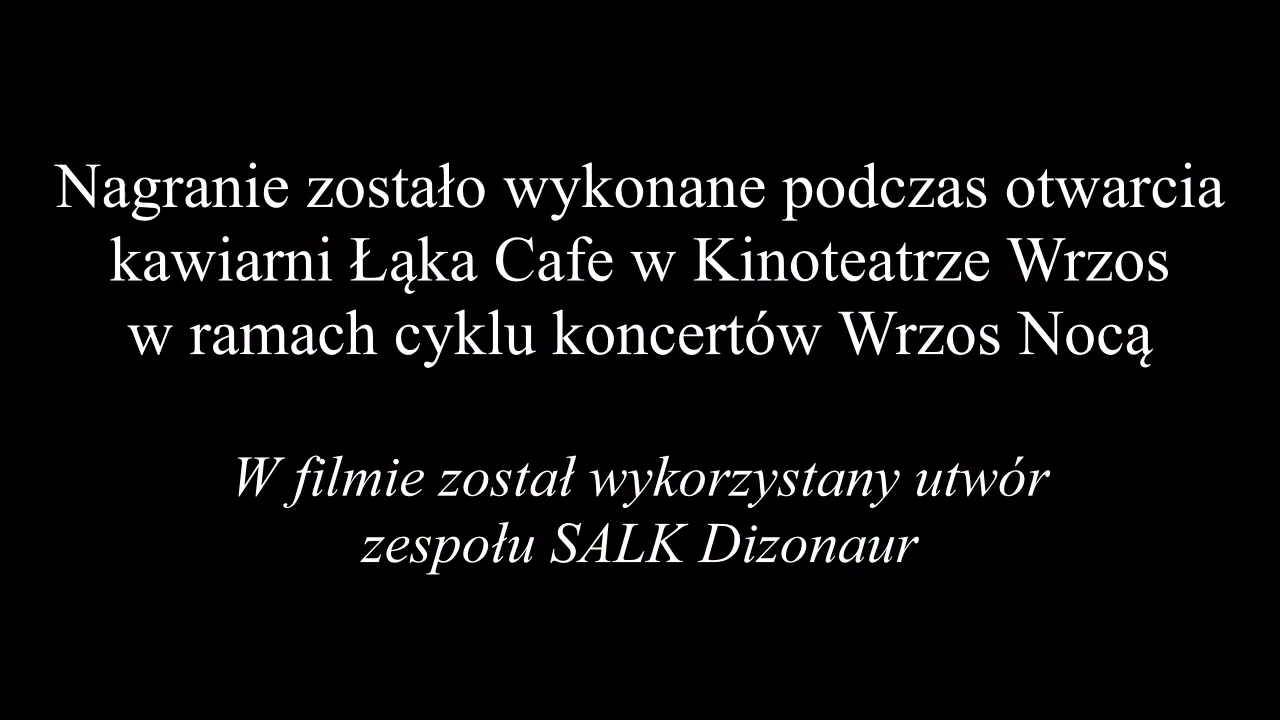 Nagranie zostało wykonane podczas otwarcia
kawiarni Łąka Cafe w Kinoteatrze Wrzos
w ramach cyklu koncertów Wrzos Nocą
W filmie został wykorzystany utwór
zespołu SALK Dizonaur